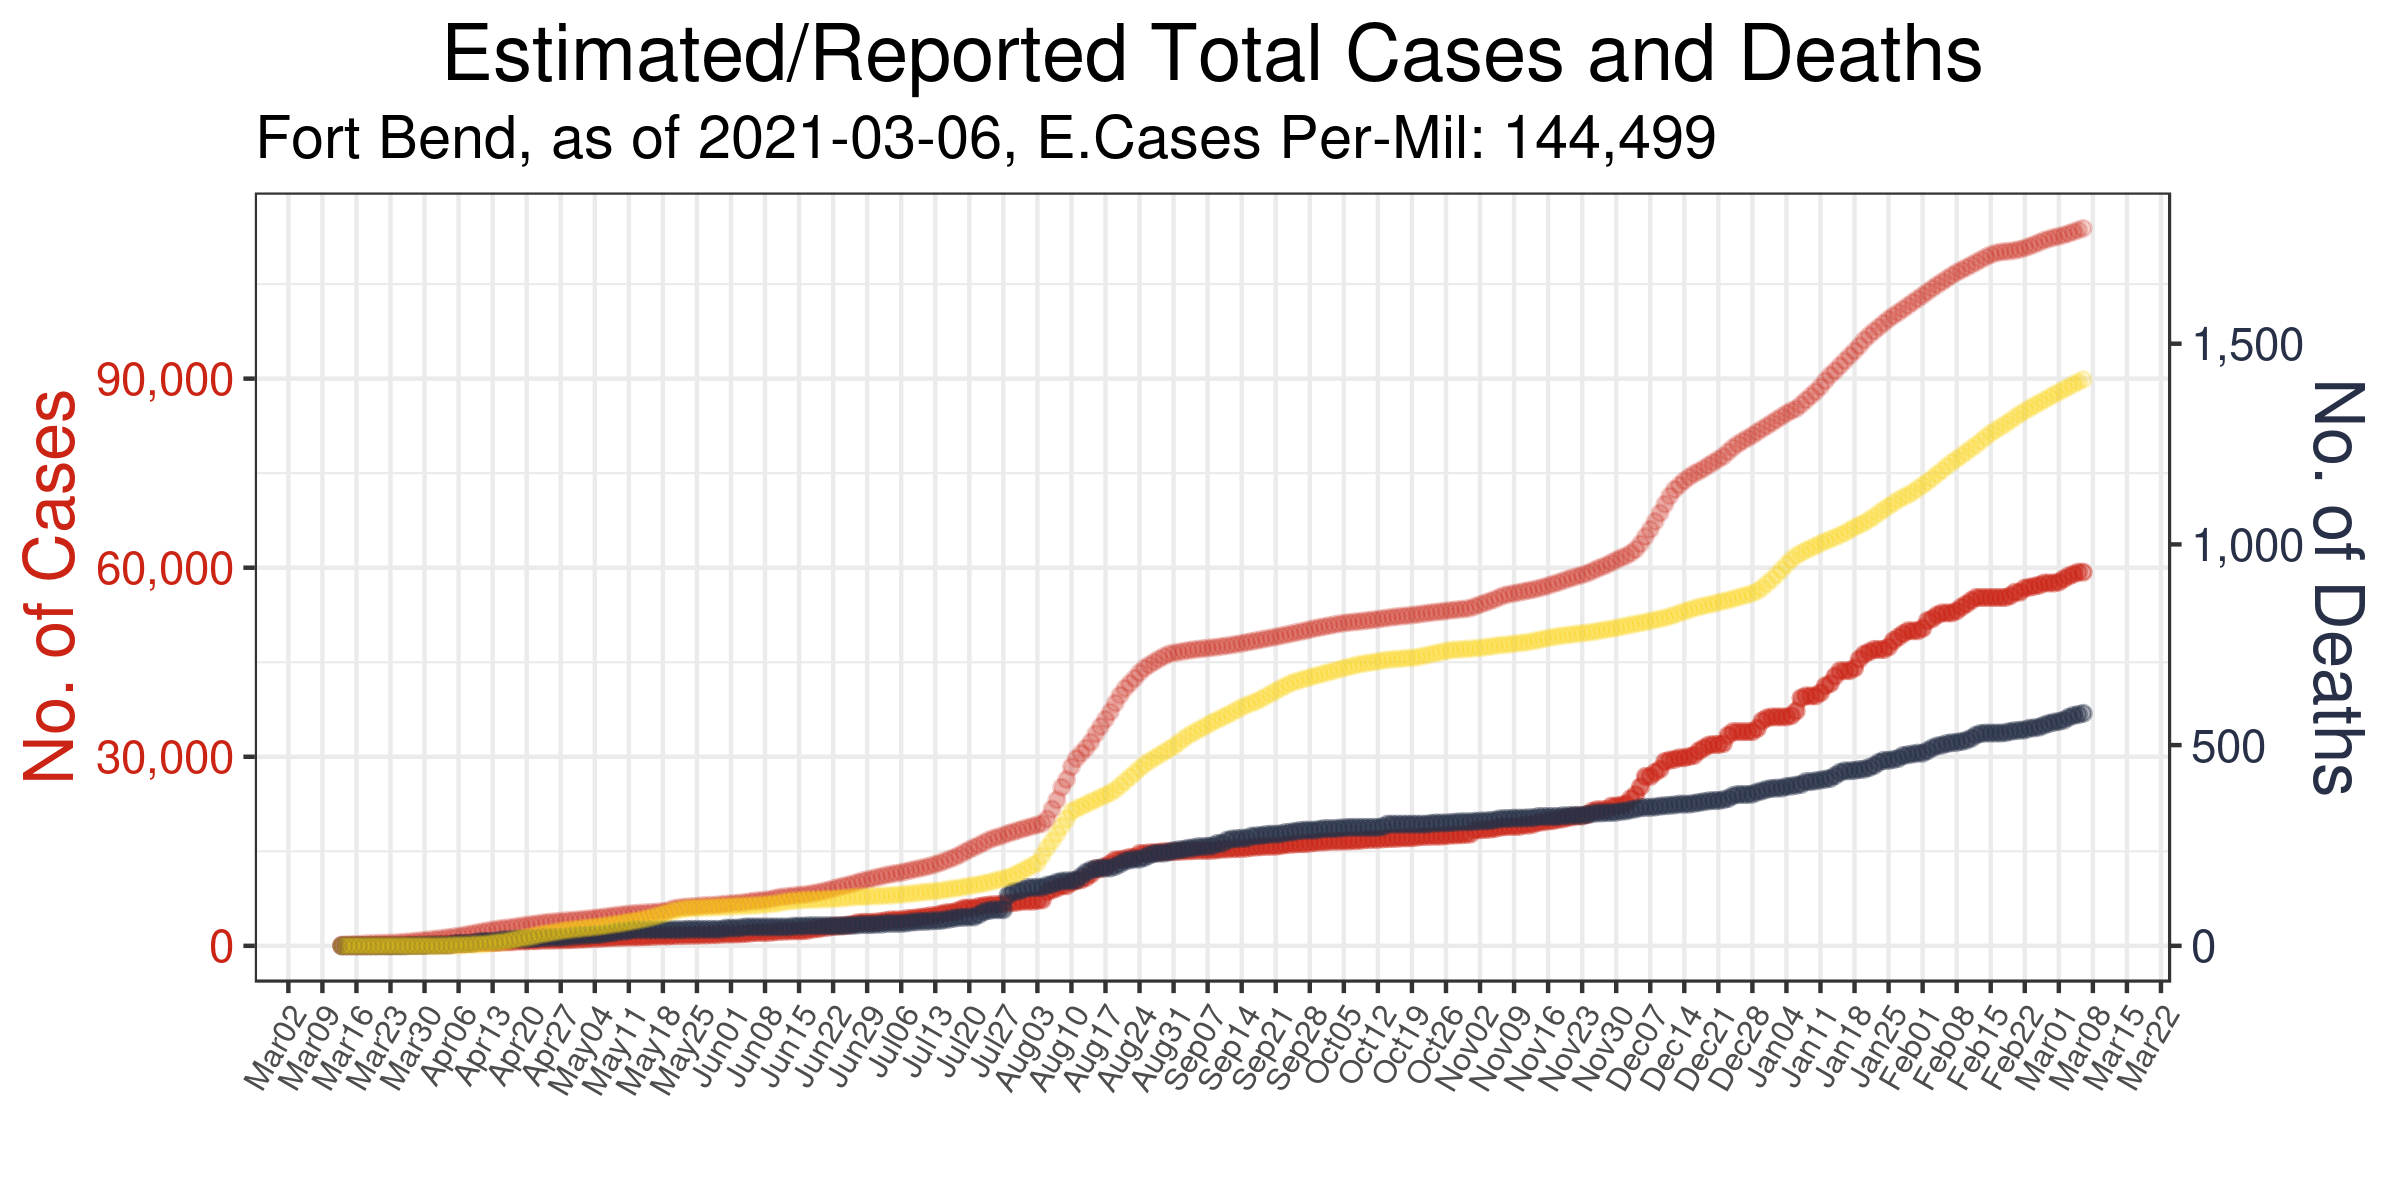 Estimated/Reported Total Cases and Deaths
Fort Bend, as of 2021-03-06, E.Cases Per-Mil: 144,499
No. of Cases
90,000
60,000
30,000
0
1,500
1,000
500
0
No. of Deaths
Mar02 Mar09 Mar16 Mar23 Mar30 Apr06 Apr13 Apr20 Apr27 May04 May11 May18 May25 Jun01 Jun08 Jun15 Jun22 Jun29 Jul06 Jul13 Jul20 Jul27 Aug03 Aug10 Aug17 Aug24 Aug31 Sep07 Sep14 Sep21 Sep28 Oct05 Oct12 Oct19 Oct26 Nov02 Nov09 Nov16 Nov23 Nov30 Dec07 Dec14 Dec21 Dec28 Jan04 Jan11 Jan18 Jan25 Feb01 Feb08 Feb15 Feb22 Mar01 Mar08 Mar15 Mar22